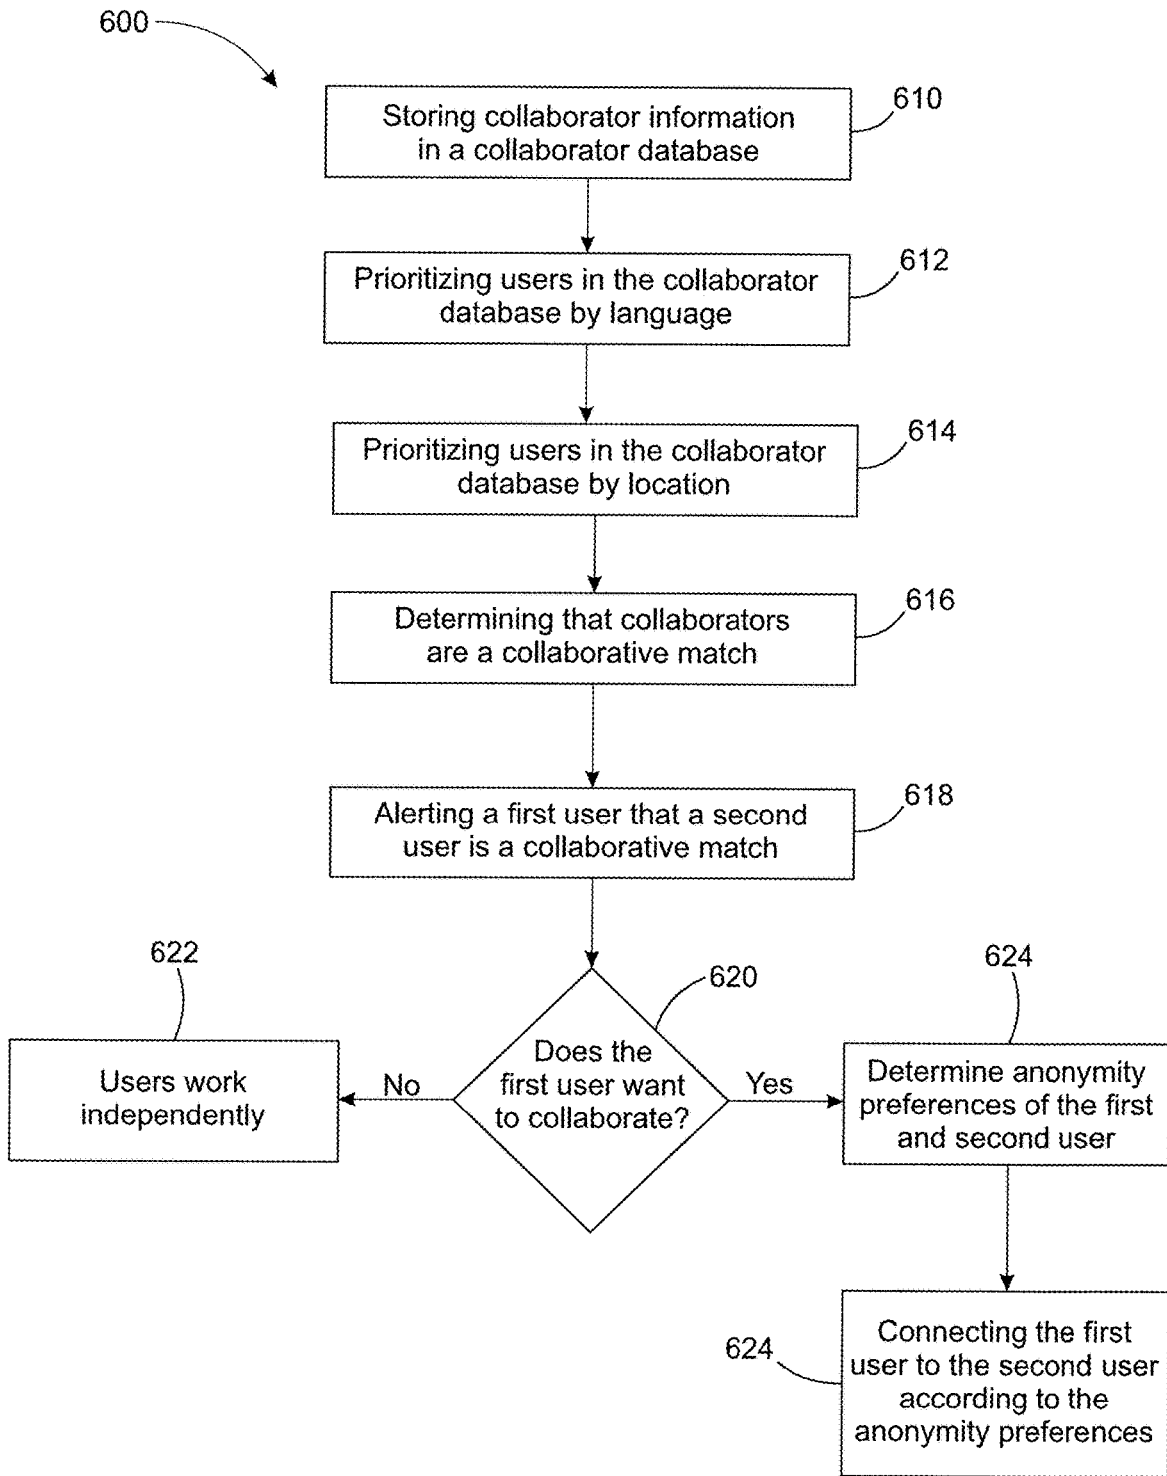 600
610
Storing collaborator information
in a collaborator database
612
Prioritizing users in the collaborator
database by language
614
Prioritizing users in the collaborator
database by location
616
Determining that collaborators
are a collaborative match
618
Alerting a first user that a second
user is a collaborative match
622
620
624
Users work
independently
No
Does the
first user want
to collaborate?
Yes
Determine anonymity
preferences of the first
and second user
624
Connecting the first
user to the second user
according to the
anonymity preferences